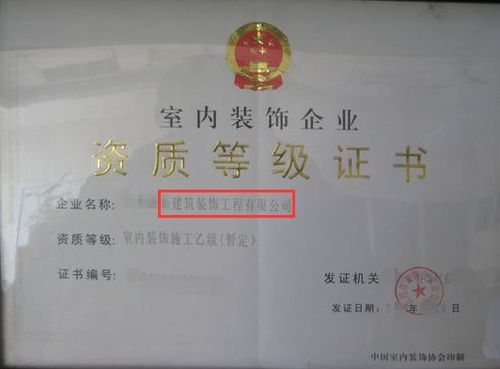 室内装饰企业
资质等级证书
企业名称: 建筑装饰工程有限公司
资质等级: 室内装饰施工乙级(暂定)
证书编号:
发证机关
发证日期: 年
日
中国室内装饰协会印制